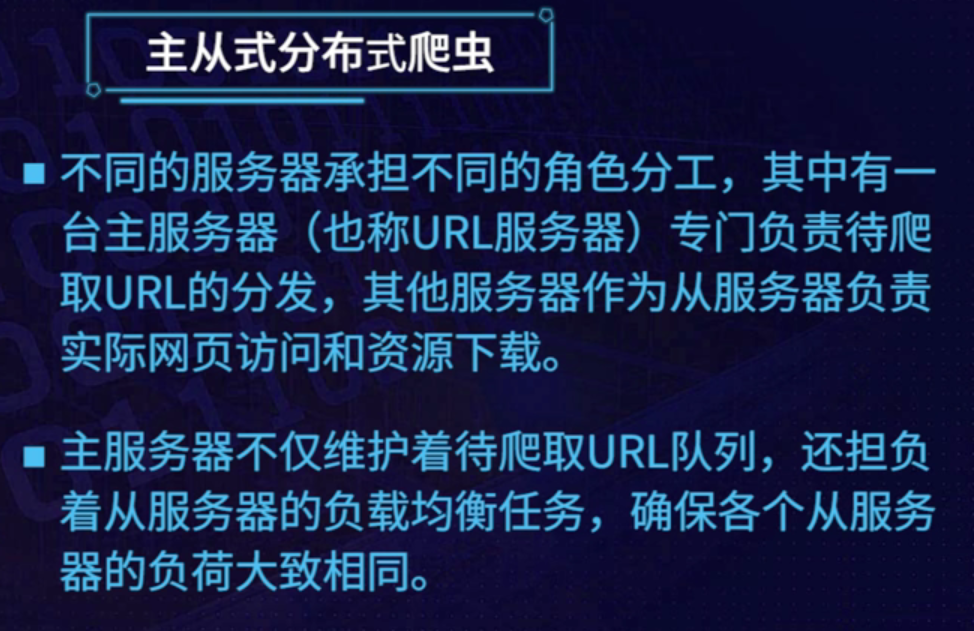 主从式分布式爬虫
不同的服务器承担不同的角色分工，其中有一
台主服务器（也称URL服务器）专门负责待爬
取URL的分发，其他服务器作为从服务器负责
实际网页访问和资源下载。
主服务器不仅维护着待爬取URL队列，还担负
着从服务器的负载均衡任务，确保各个从服务
器的负荷大致相同。